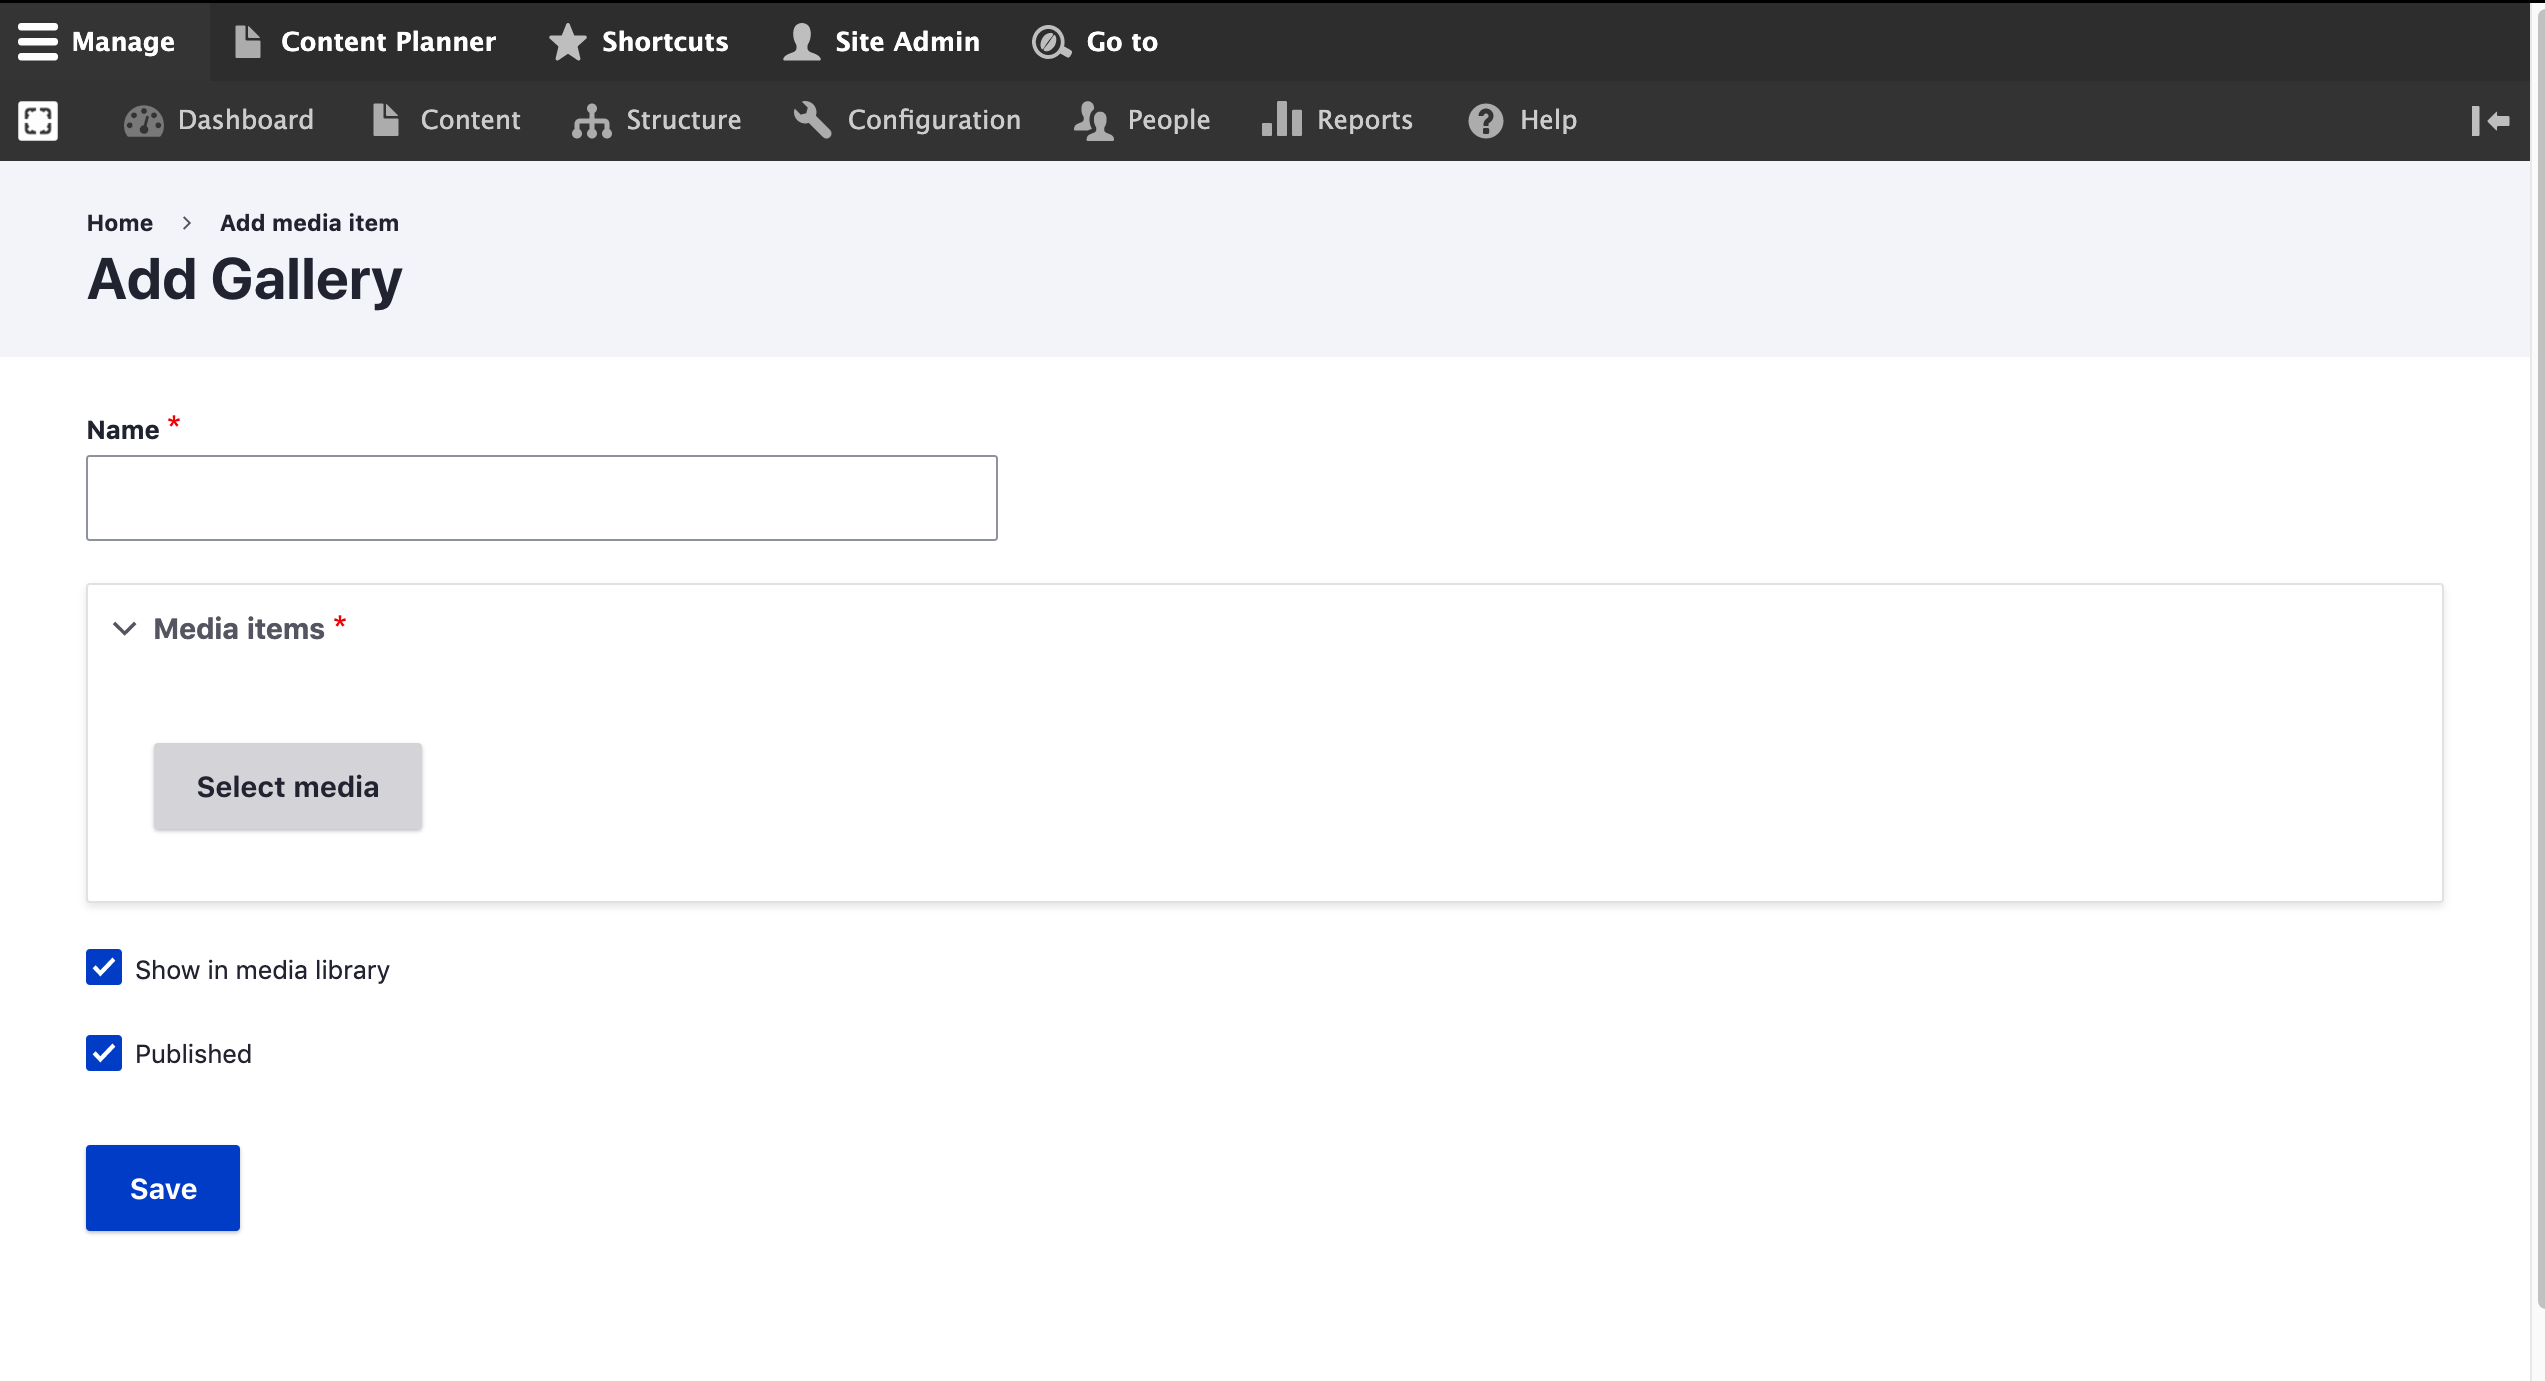 Manage Content Planner Shortcuts Site Admin Go to
Dashboard Content Structure Configuration People Reports Help
Home > Add media item
Add Gallery
Name *
Media items *
Select media
Show in media library
Published
Save